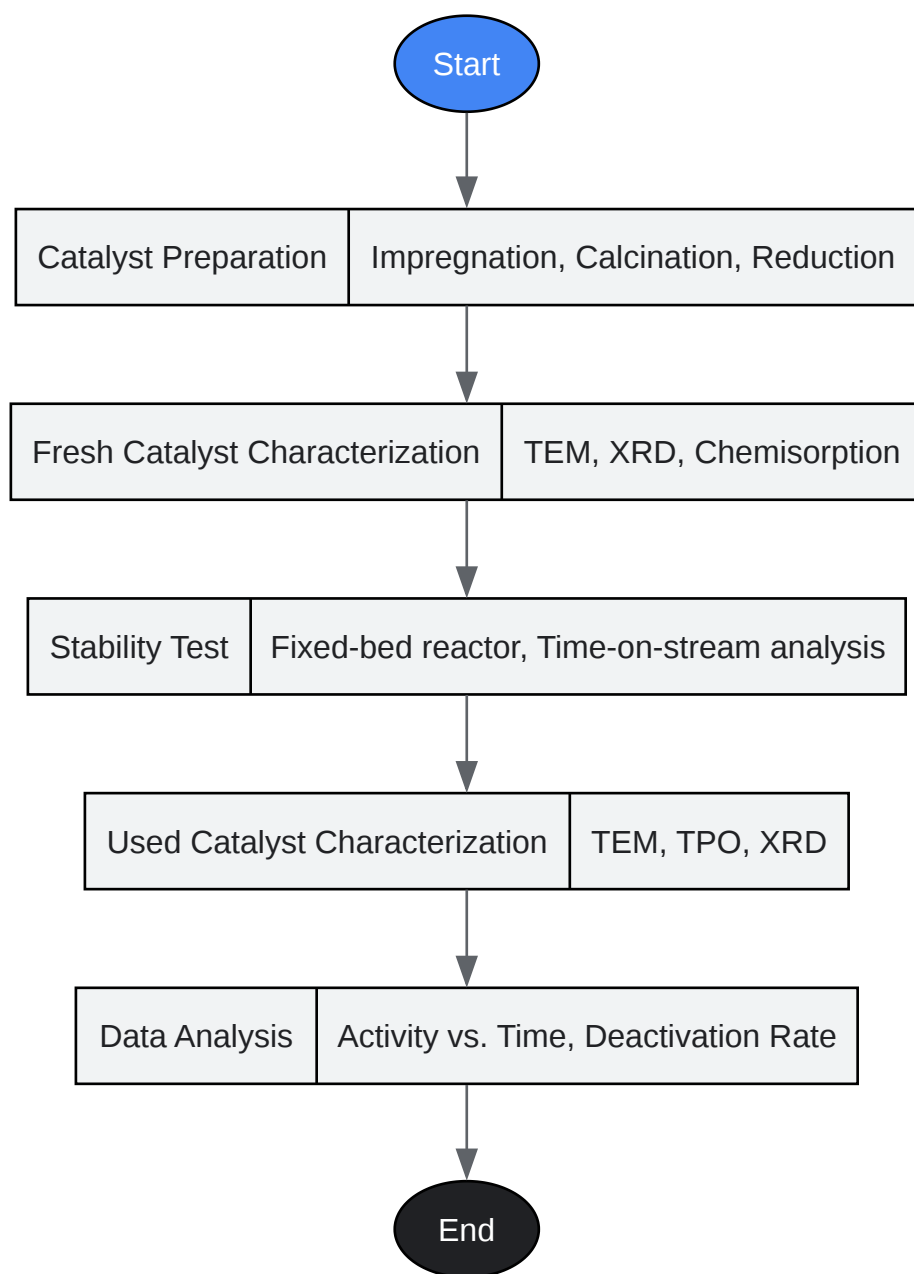 Start
Catalyst Preparation
Impregnation, Calcination, Reduction
Fresh Catalyst Characterization
TEM, XRD, Chemisorption
Stability Test
Fixed-bed reactor, Time-on-stream analysis
Used Catalyst Characterization
TEM, TPO, XRD
Data Analysis
Activity vs. Time, Deactivation Rate
End